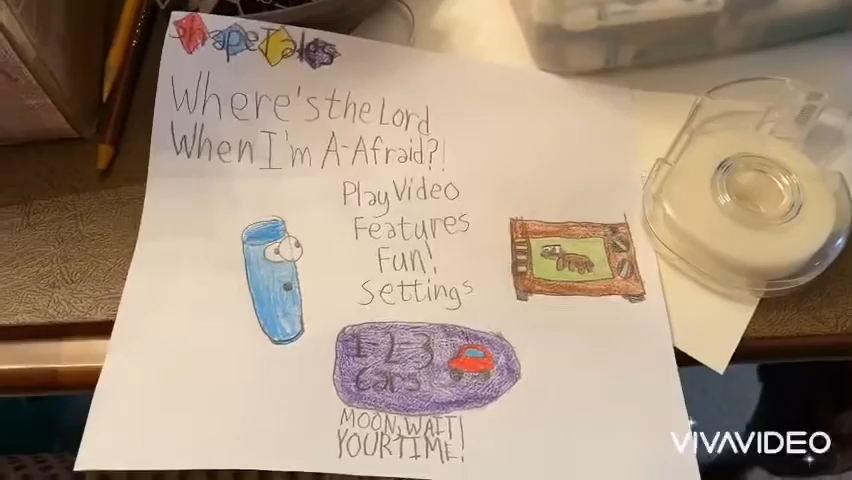 ShapeTales
Where's the Lord
When I'm A-Afraid?!
Play Video
Features
Fun!
Settings
1 2 3
Cars
MOON, WAIT!
YOUR TIME!
VIVAVIDEO